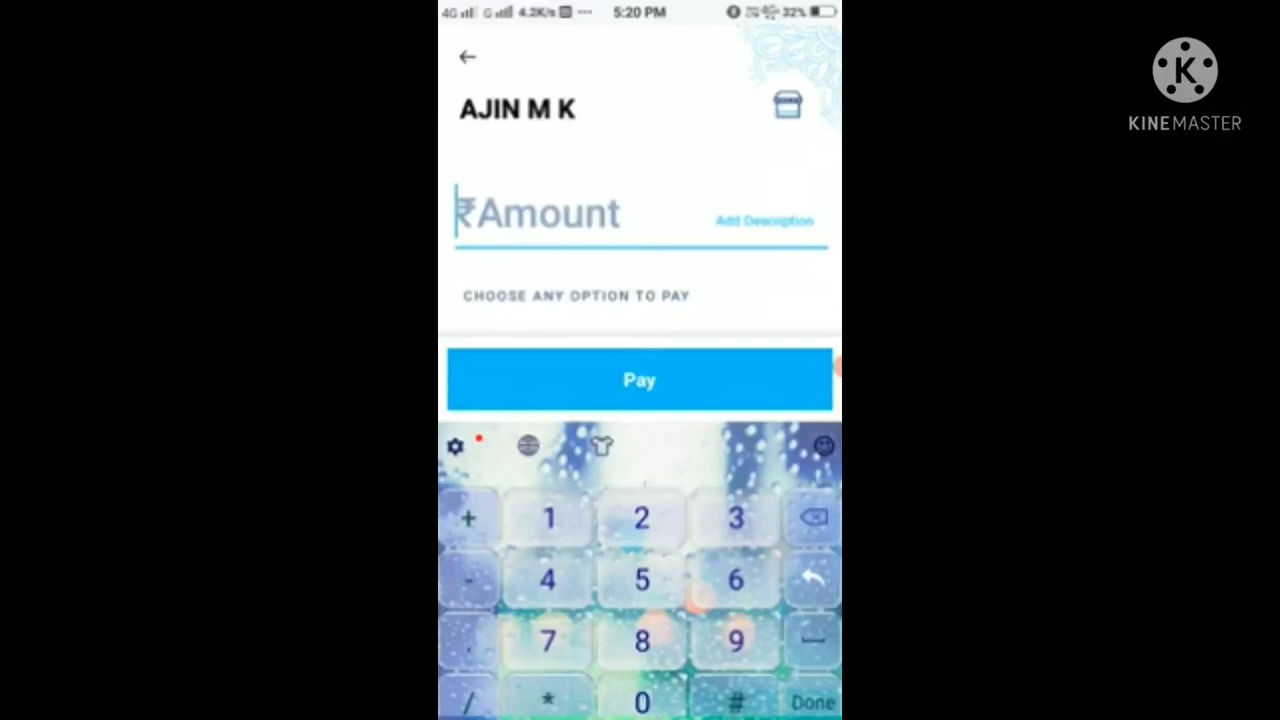 4G G 4.2K/s 5:20 PM 32%
K
KINEMASTER
AJIN M K
₹Amount
Add Description
CHOOSE ANY OPTION TO PAY
Pay
+ 1 2 3
- 4 5 6
. 7 8 9
/ * 0 # Done